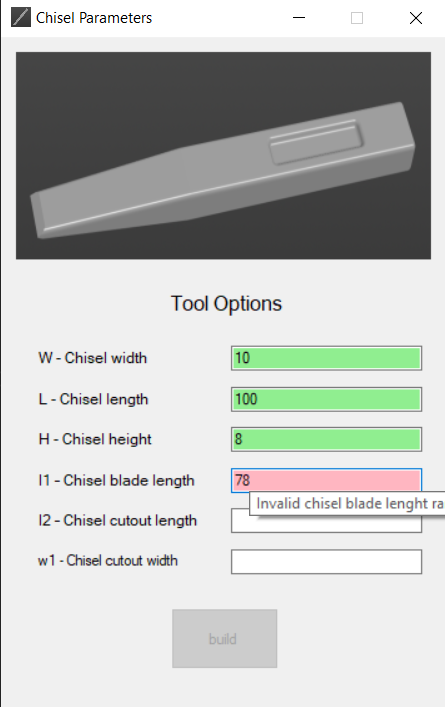 Chisel Parameters
Tool Options
W - Chisel width
10
L - Chisel length
100
H - Chisel height
8
l1 - Chisel blade length
78
Invalid chisel blade lenght ra
l2 - Chisel cutout length
w1 - Chisel cutout width
build